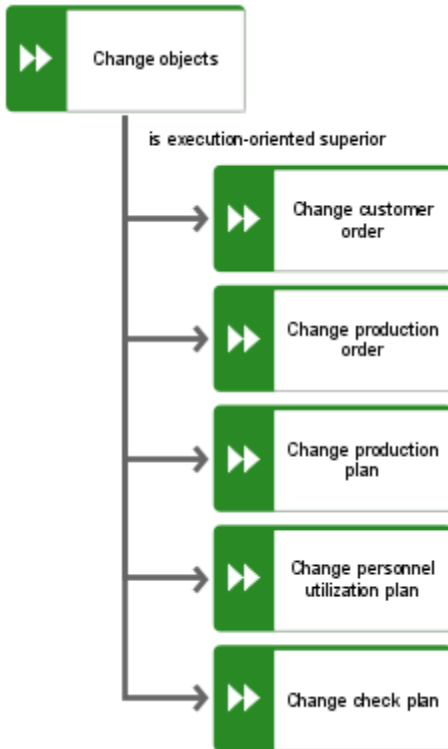 Change objects
is execution-oriented superior
Change customer
order
Change production
order
Change production
plan
Change personnel
utilization plan
Change check plan